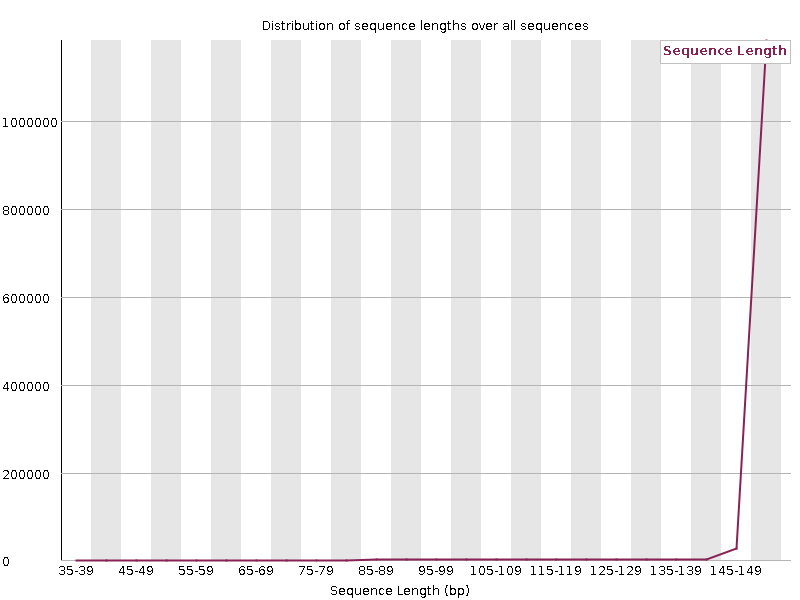 Distribution of sequence lengths over all sequences
Sequence Length
1000000
800000
600000
400000
200000
0
35-39 45-49 55-59 65-69 75-79 85-89 95-99 105-109 115-119 125-129 135-139 145-149
Sequence Length (bp)